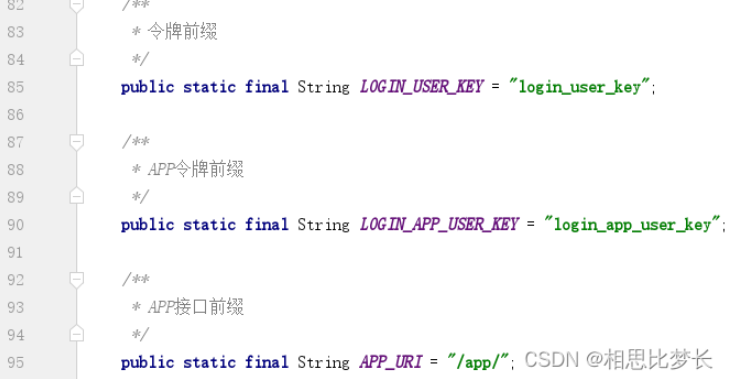 82 /**
83 * 令牌前缀
84 */
85 public static final String LOGIN_USER_KEY = "login_user_key";
86
87 /**
88 * APP令牌前缀
89 */
90 public static final String LOGIN_APP_USER_KEY = "login_app_user_key";
91
92 /**
93 * APP接口前缀
94 */
95 public static final String APP_URI = "/app/";
CSDN @相思比梦长